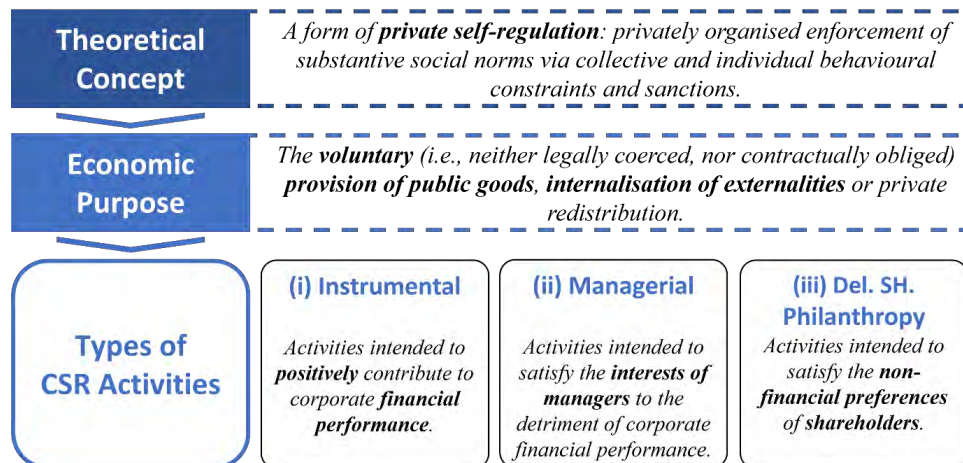 Theoretical
Concept
A form of private self-regulation: privately organised enforcement of
substantive social norms via collective and individual behavioural
constraints and sanctions.
Economic
Purpose
The voluntary (i.e., neither legally coerced, nor contractually obliged)
provision of public goods, internalisation of externalities or private
redistribution.
Types of
CSR Activities
(i) Instrumental
Activities intended to
positively contribute to
corporate financial
performance.
(ii) Managerial
Activities intended to
satisfy the interests of
managers to the
detriment of corporate
financial performance.
(iii) Del. SH.
Philanthropy
Activities intended to
satisfy the non-
financial preferences
of shareholders.